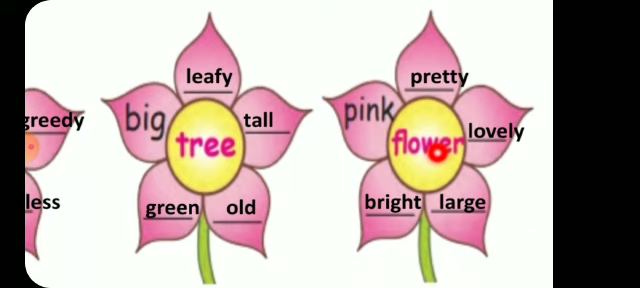 greedy
less
leafy
big
tall
tree
green
old
pretty
pink
lovely
flower
bright
large